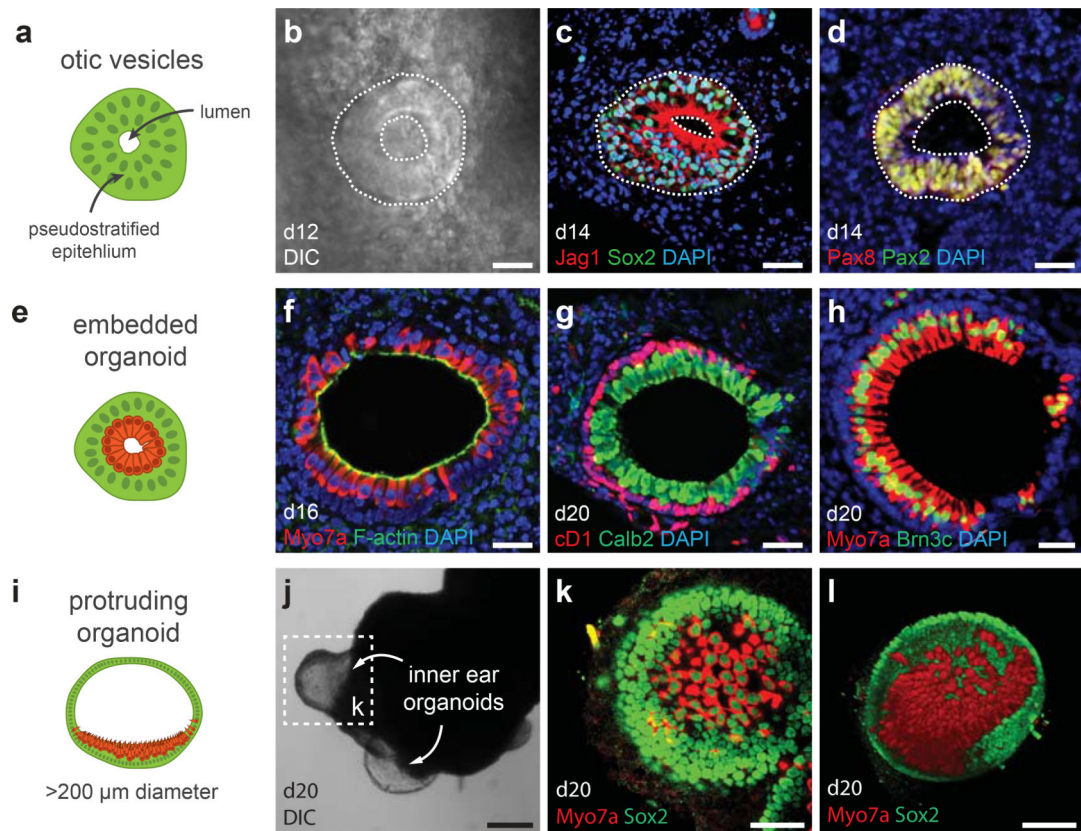 a
otic vesicles
lumen
pseudostratified
epitehlium
b
d12
DIC
c
d14
Jag1 Sox2 DAPI
d
d14
Pax8 Pax2 DAPI
e
embedded
organoid
f
d16
Myo7a F-actin DAPI
g
d20
cD1 Calb2 DAPI
h
d20
Myo7a Brn3c DAPI
i
protruding
organoid
>200 µm diameter
j
k
inner ear
organoids
d20
DIC
k
d20
Myo7a Sox2
l
d20
Myo7a Sox2